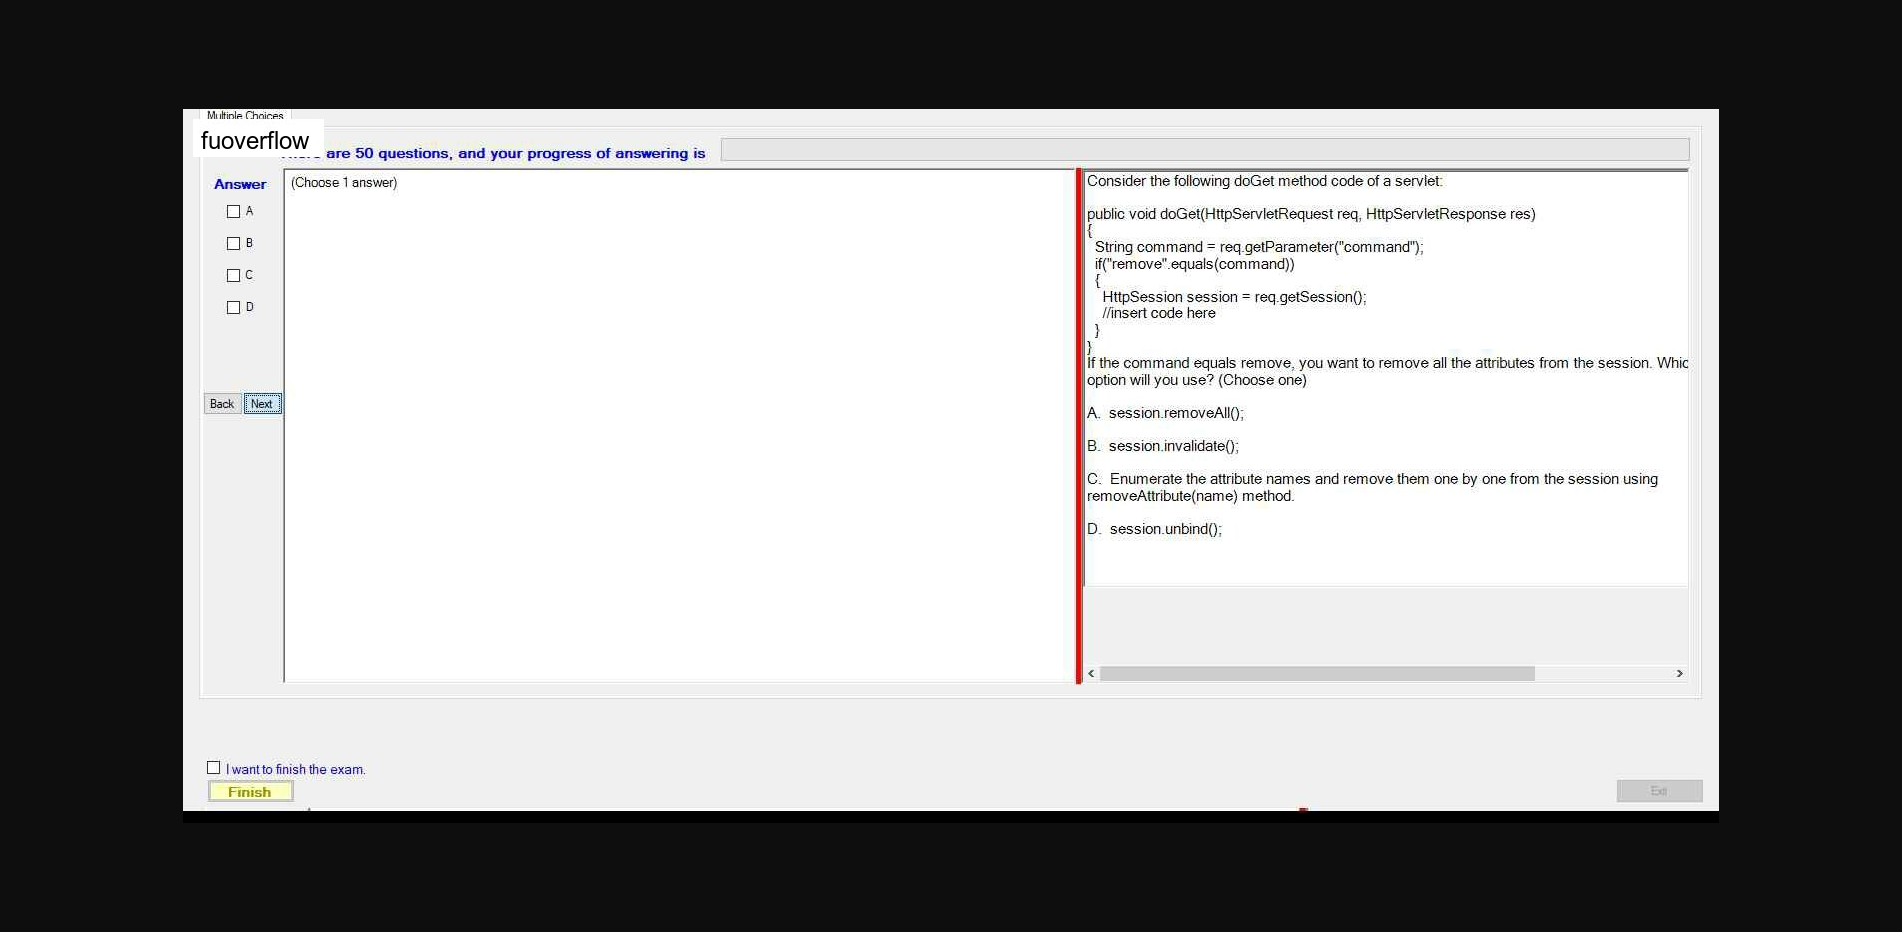 Multiple Choices
fuoverflow
are 50 questions, and your progress of answering is
Answer
A
B
C
D
Back Next
(Choose 1 answer)
Consider the following doGet method code of a servlet:
public void doGet(HttpServletRequest req, HttpServletResponse res)
{
String command = req.getParameter("command");
if("remove".equals(command))
{
HttpSession session = req.getSession();
//insert code here
}
}
If the command equals remove, you want to remove all the attributes from the session. Whic
option will you use? (Choose one)
A. session.removeAll();
B. session.invalidate();
C. Enumerate the attribute names and remove them one by one from the session using
removeAttribute(name) method.
D. session.unbind();
I want to finish the exam.
Finish
Exit